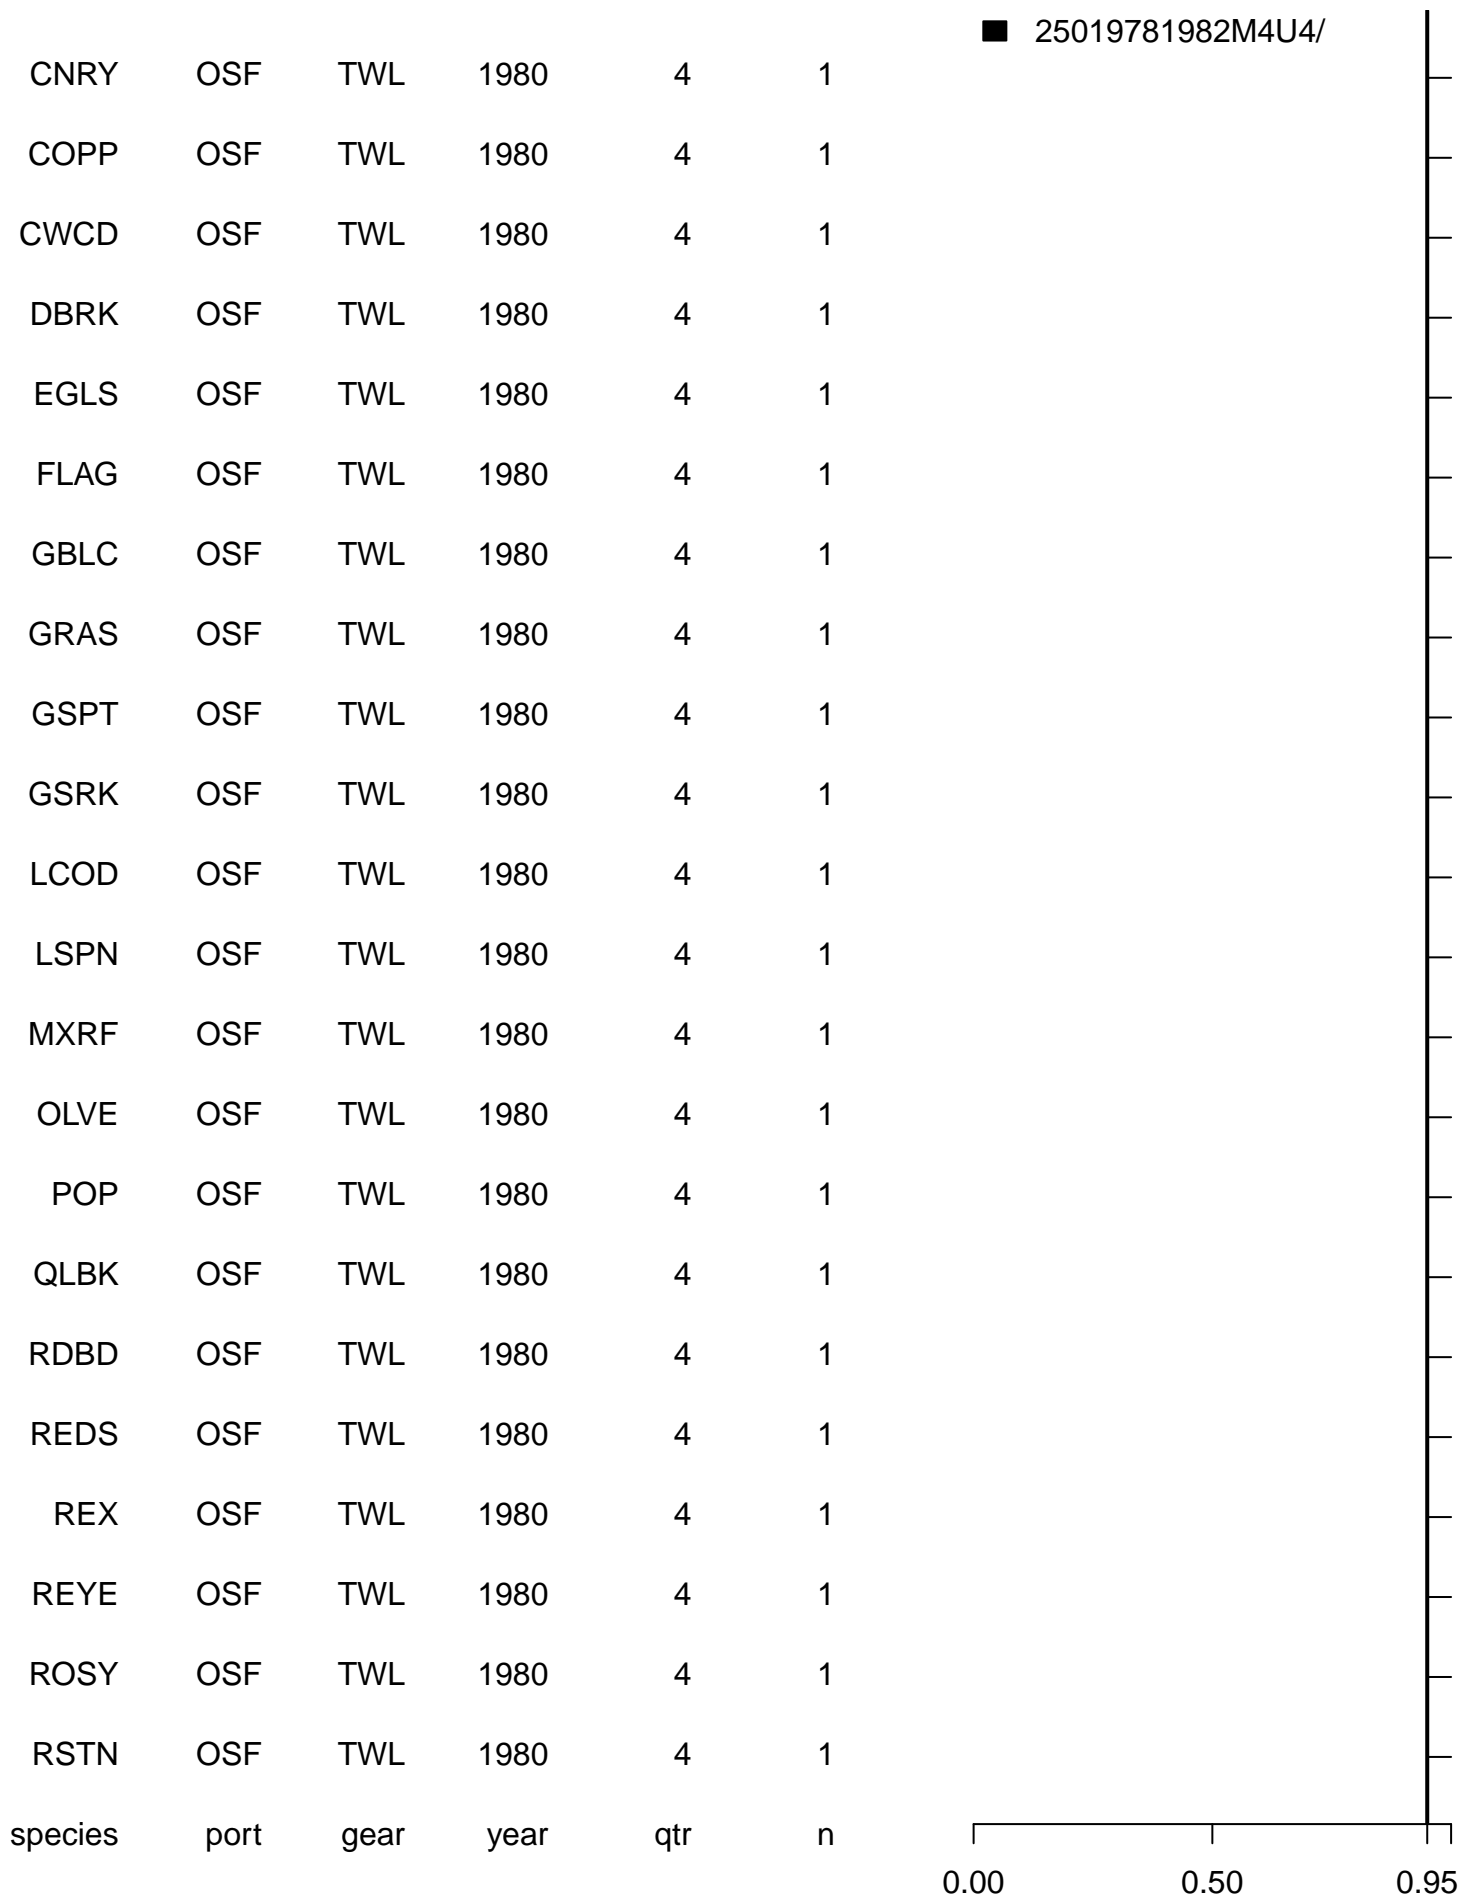 25019781982M4U4/
CNRY OSF TWL 1980 4 1
COPP OSF TWL 1980 4 1
CWCD OSF TWL 1980 4 1
DBRK OSF TWL 1980 4 1
EGLS OSF TWL 1980 4 1
FLAG OSF TWL 1980 4 1
GBLC OSF TWL 1980 4 1
GRAS OSF TWL 1980 4 1
GSPT OSF TWL 1980 4 1
GSRK OSF TWL 1980 4 1
LCOD OSF TWL 1980 4 1
LSPN OSF TWL 1980 4 1
MXRF OSF TWL 1980 4 1
OLVE OSF TWL 1980 4 1
POP OSF TWL 1980 4 1
QLBK OSF TWL 1980 4 1
RDBD OSF TWL 1980 4 1
REDS OSF TWL 1980 4 1
REX OSF TWL 1980 4 1
REYE OSF TWL 1980 4 1
ROSY OSF TWL 1980 4 1
RSTN OSF TWL 1980 4 1
species port gear year qtr n
0.00 0.50 0.95